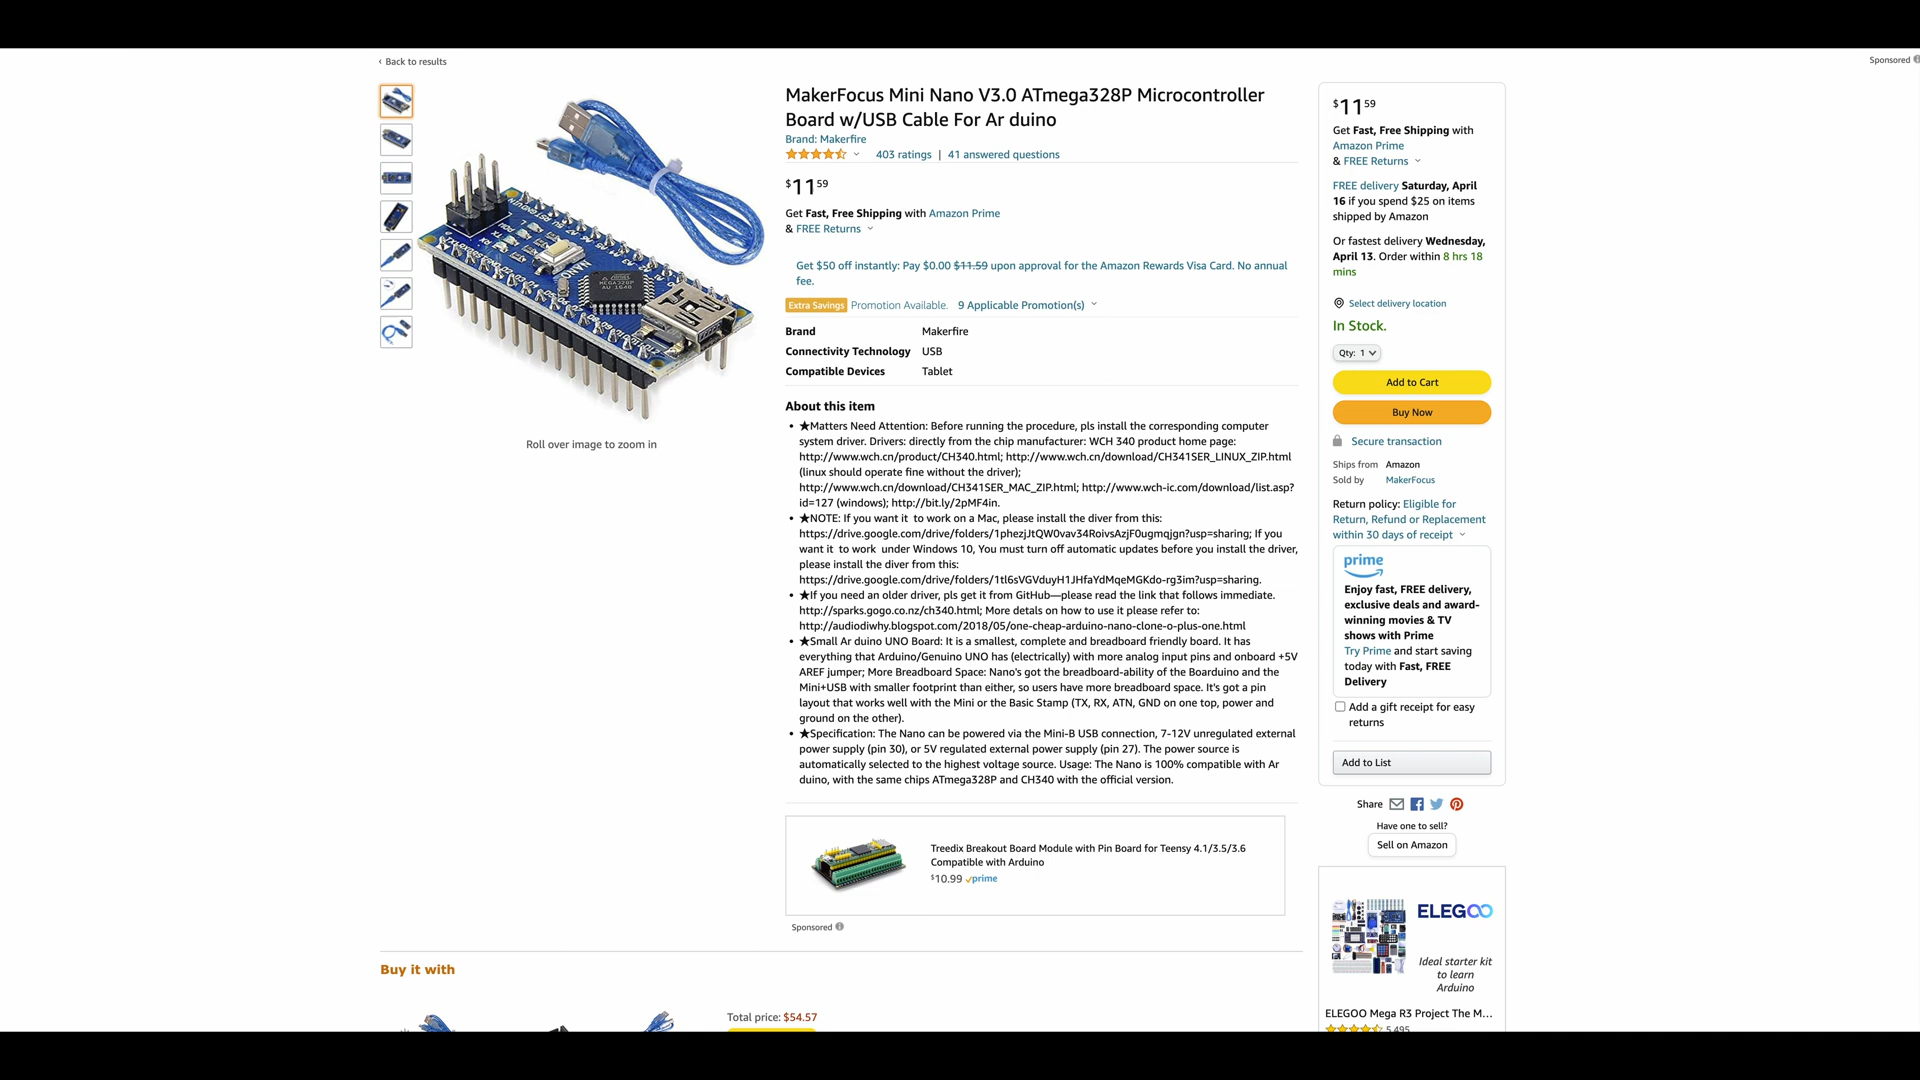 ‹ Back to results
Sponsored
MakerFocus Mini Nano V3.0 ATmega328P Microcontroller
Board w/USB Cable For Ar duino
Brand: Makerfire
403 ratings | 41 answered questions
$11 59
Get Fast, Free Shipping with Amazon Prime
& FREE Returns
Get $50 off instantly: Pay $0.00 $11.59 upon approval for the Amazon Rewards Visa Card. No annual
fee.
Extra Savings Promotion Available. 9 Applicable Promotion(s)
Brand Makerfire
Connectivity Technology USB
Compatible Devices Tablet
About this item
• ★Matters Need Attention: Before running the procedure, pls install the corresponding computer
system driver. Drivers: directly from the chip manufacturer: WCH 340 product home page:
http://www.wch.cn/product/CH340.html; http://www.wch.cn/download/CH341SER_LINUX_ZIP.html
(linux should operate fine without the driver);
http://www.wch.cn/download/CH341SER_MAC_ZIP.html; http://www.wch-ic.com/download/list.asp?
id=127 (windows); http://bit.ly/2pMF4in.
• ★NOTE: If you want it to work on a Mac, please install the diver from this:
https://drive.google.com/drive/folders/1phezjJtQW0vav34RoivsAzjF0ugmqjgn?usp=sharing; If you
want it to work under Windows 10, You must turn off automatic updates before you install the driver,
please install the diver from this:
https://drive.google.com/drive/folders/1tl6sVGVduyH1JHfaYdMqeMGKdo-rg3im?usp=sharing.
• ★If you need an older driver, pls get it from GitHub—please read the link that follows immediate.
http://sparks.gogo.co.nz/ch340.html; More detals on how to use it please refer to:
http://audiodiwhy.blogspot.com/2018/05/one-cheap-arduino-nano-clone-o-plus-one.html
• ★Small Ar duino UNO Board: It is a smallest, complete and breadboard friendly board. It has
everything that Arduino/Genuino UNO has (electrically) with more analog input pins and onboard +5V
AREF jumper; More Breadboard Space: Nano's got the breadboard-ability of the Boarduino and the
Mini+USB with smaller footprint than either, so users have more breadboard space. It's got a pin
layout that works well with the Mini or the Basic Stamp (TX, RX, ATN, GND on one top, power and
ground on the other).
• ★Specification: The Nano can be powered via the Mini-B USB connection, 7-12V unregulated external
power supply (pin 30), or 5V regulated external power supply (pin 27). The power source is
automatically selected to the highest voltage source. Usage: The Nano is 100% compatible with Ar
duino, with the same chips ATmega328P and CH340 with the official version.
Roll over image to zoom in
Treedix Breakout Board Module with Pin Board for Teensy 4.1/3.5/3.6
Compatible with Arduino
$10.99 prime
Sponsored
Buy it with
Total price: $54.57
$11 59
Get Fast, Free Shipping with
Amazon Prime
& FREE Returns
FREE delivery Saturday, April
16 if you spend $25 on items
shipped by Amazon
Or fastest delivery Wednesday,
April 13. Order within 8 hrs 18
mins
Select delivery location
In Stock.
Qty: 1
Add to Cart
Buy Now
Secure transaction
Ships from Amazon
Sold by MakerFocus
Return policy: Eligible for
Return, Refund or Replacement
within 30 days of receipt
prime
Enjoy fast, FREE delivery,
exclusive deals and award-
winning movies & TV
shows with Prime
Try Prime and start saving
today with Fast, FREE
Delivery
Add a gift receipt for easy
returns
Add to List
Share
Have one to sell?
Sell on Amazon
ELEGOO
Ideal starter kit
to learn
Arduino
ELEGOO Mega R3 Project The M...
5,495